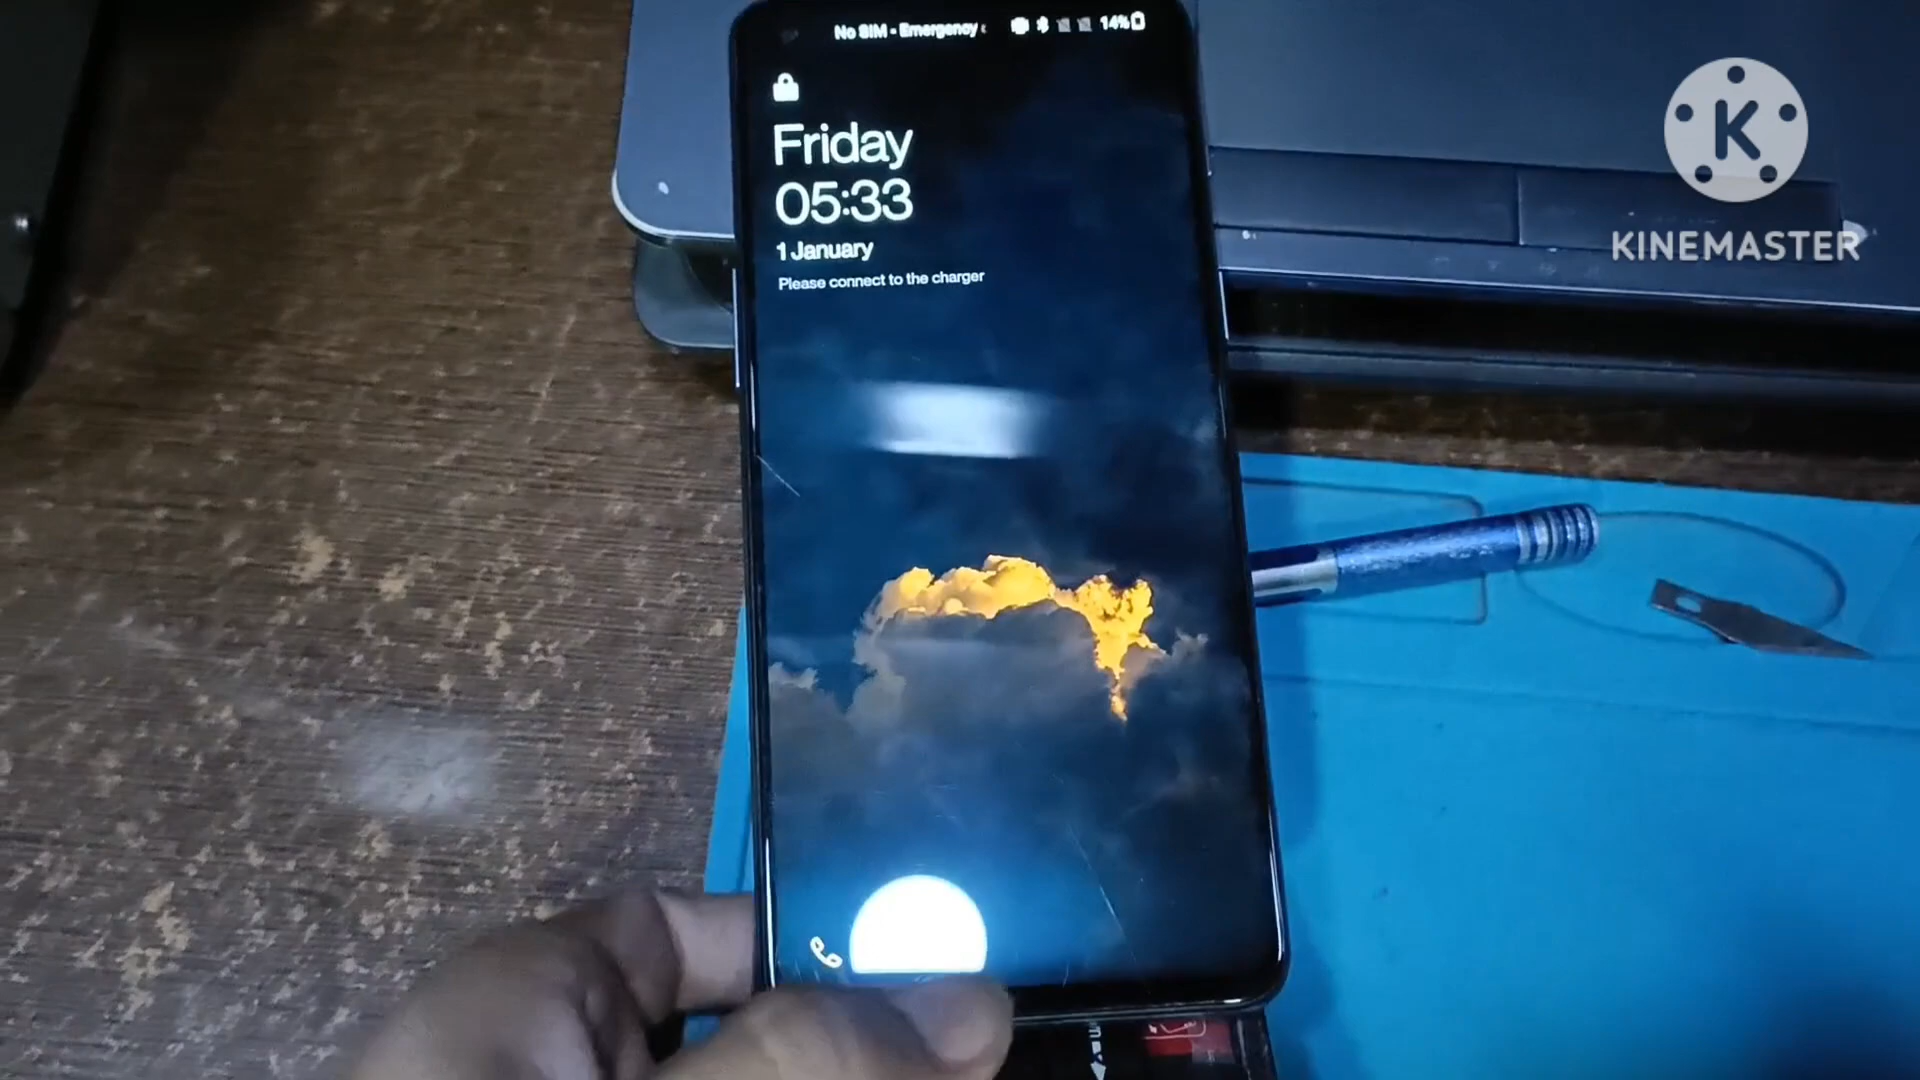 No SIM - Emergency
14%
Friday
05:33
1 January
Please connect to the charger
K
KINEMASTER